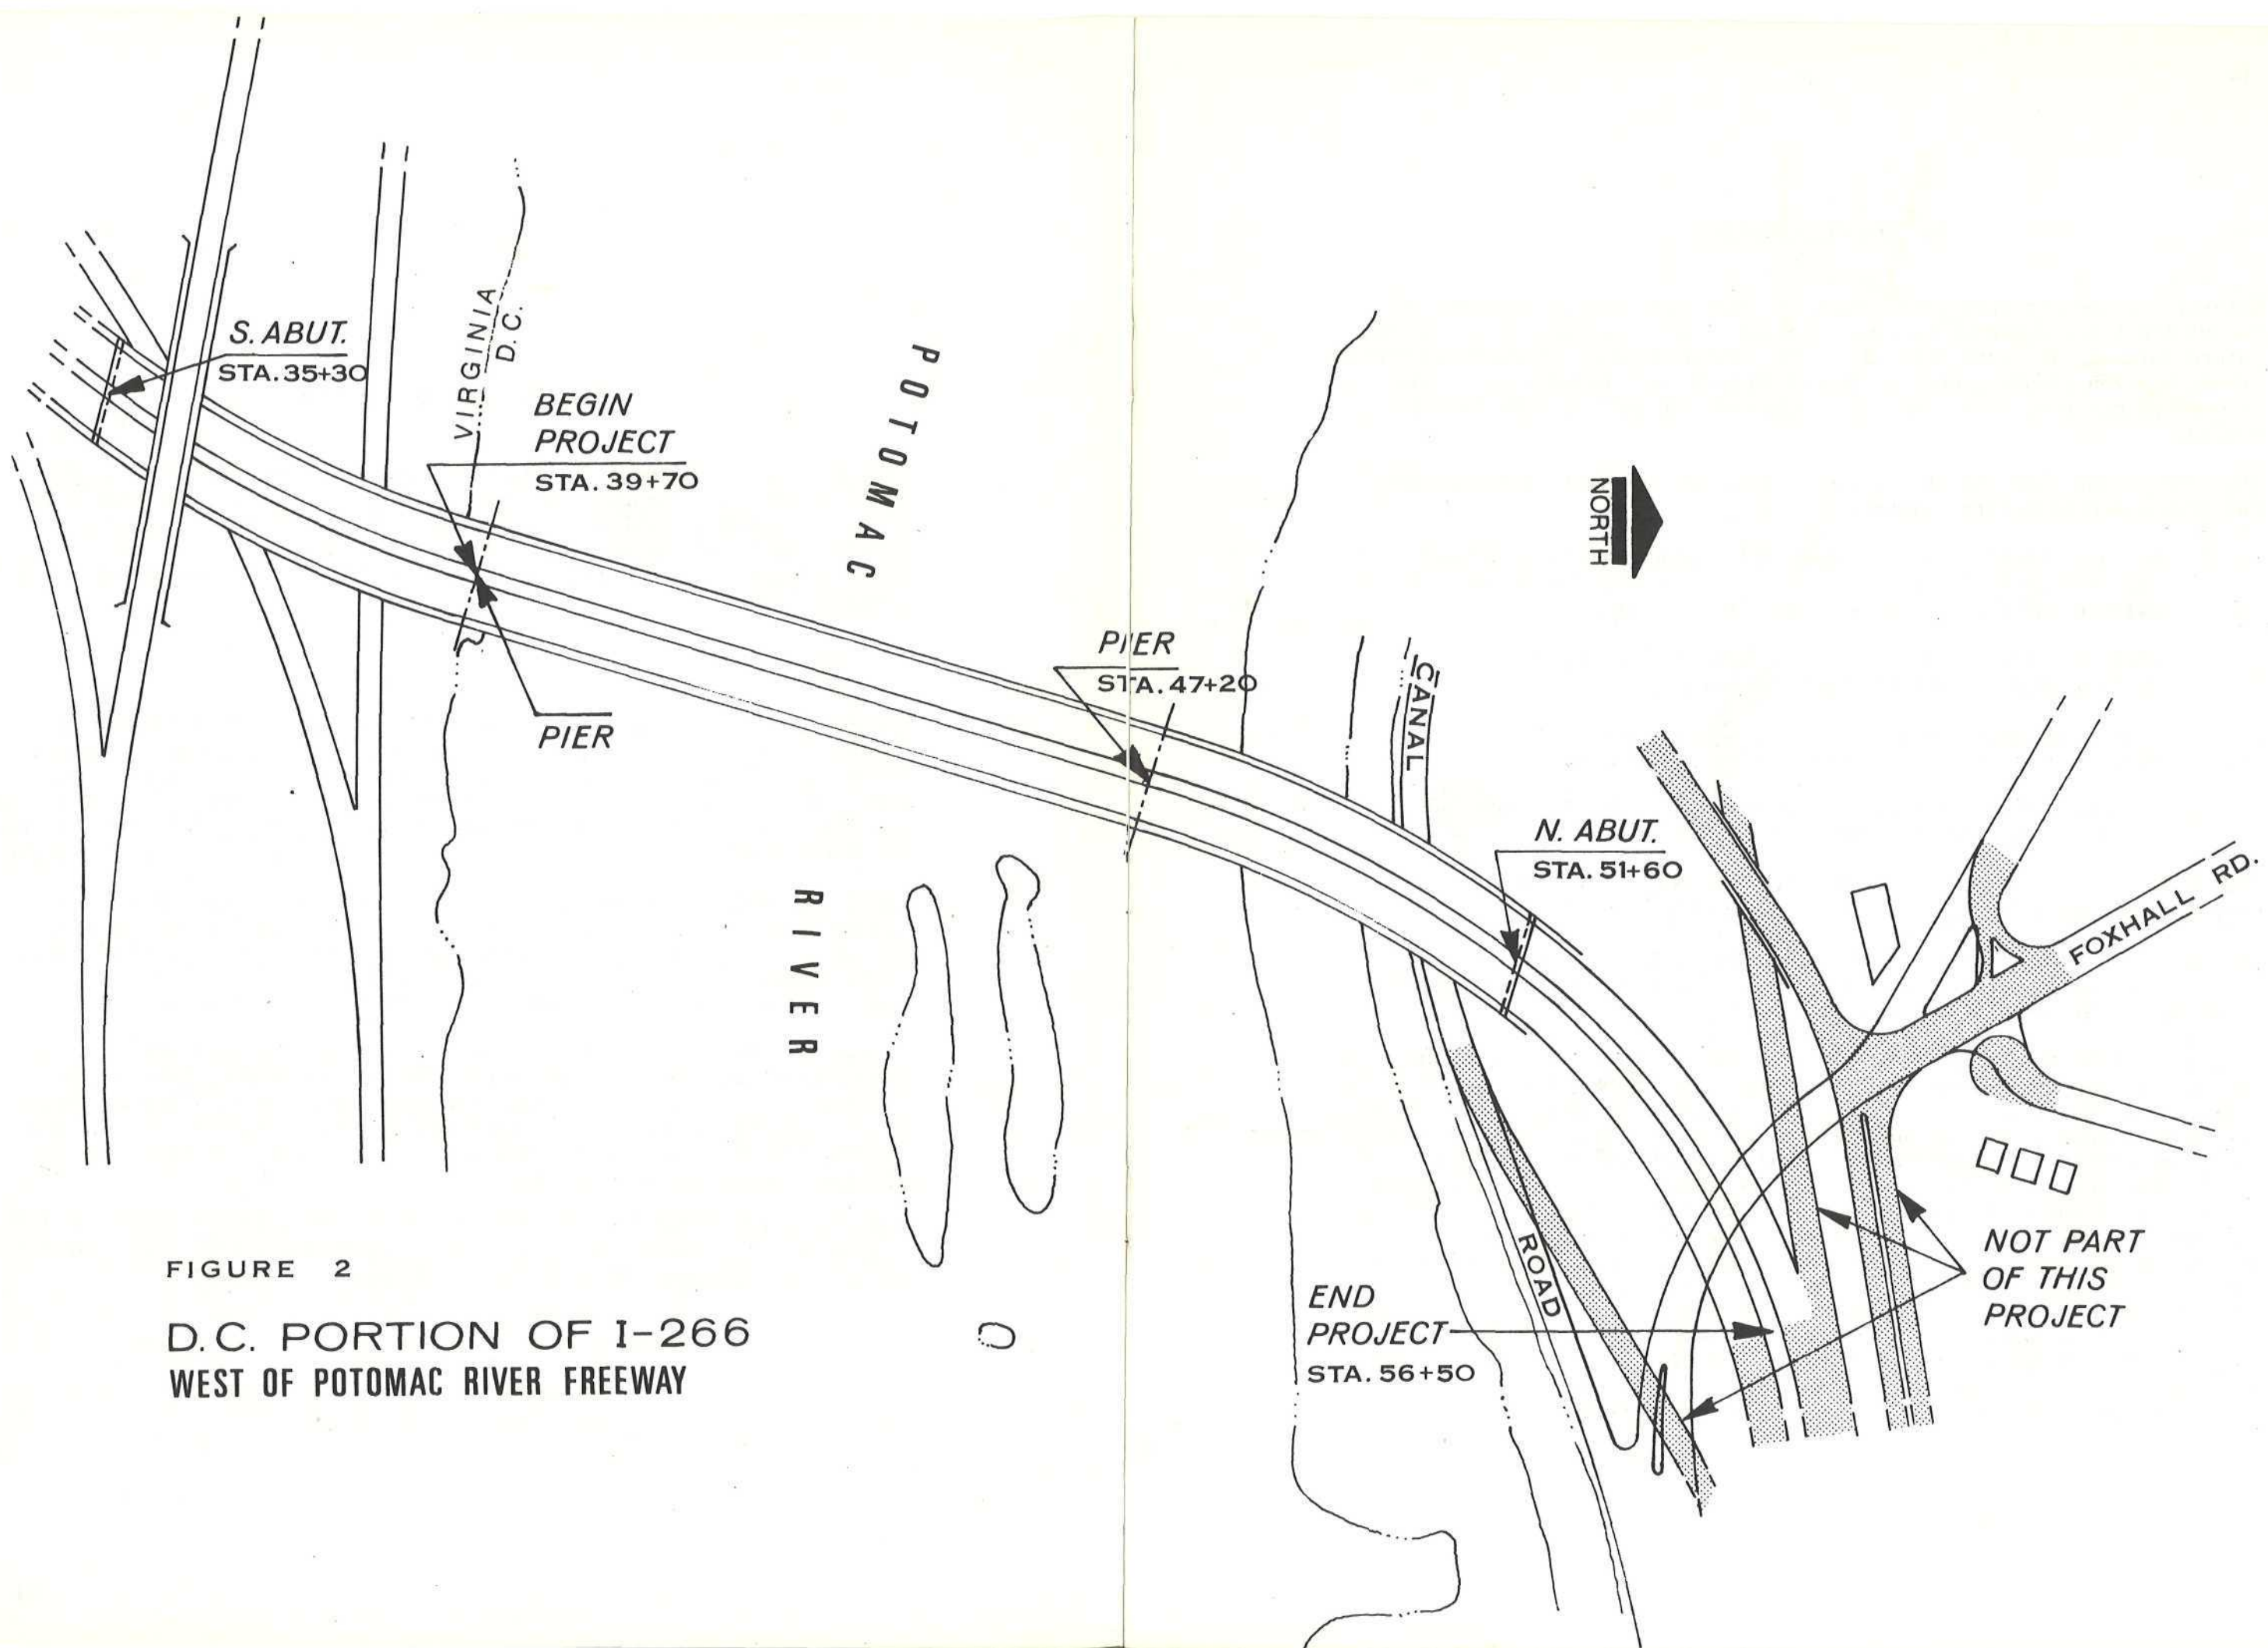 S. ABUT.
STA. 35+30
VIRGINIA
D.C.
BEGIN
PROJECT
STA. 39+70
PIER
POTOMAC
RIVER
PIER
STA. 47+20
NORTH
CANAL
ROAD
N. ABUT.
STA. 51+60
FOXHALL RD.
NOT PART
OF THIS
PROJECT
END
PROJECT
STA. 56+50
FIGURE 2
D.C. PORTION OF I-266
WEST OF POTOMAC RIVER FREEWAY